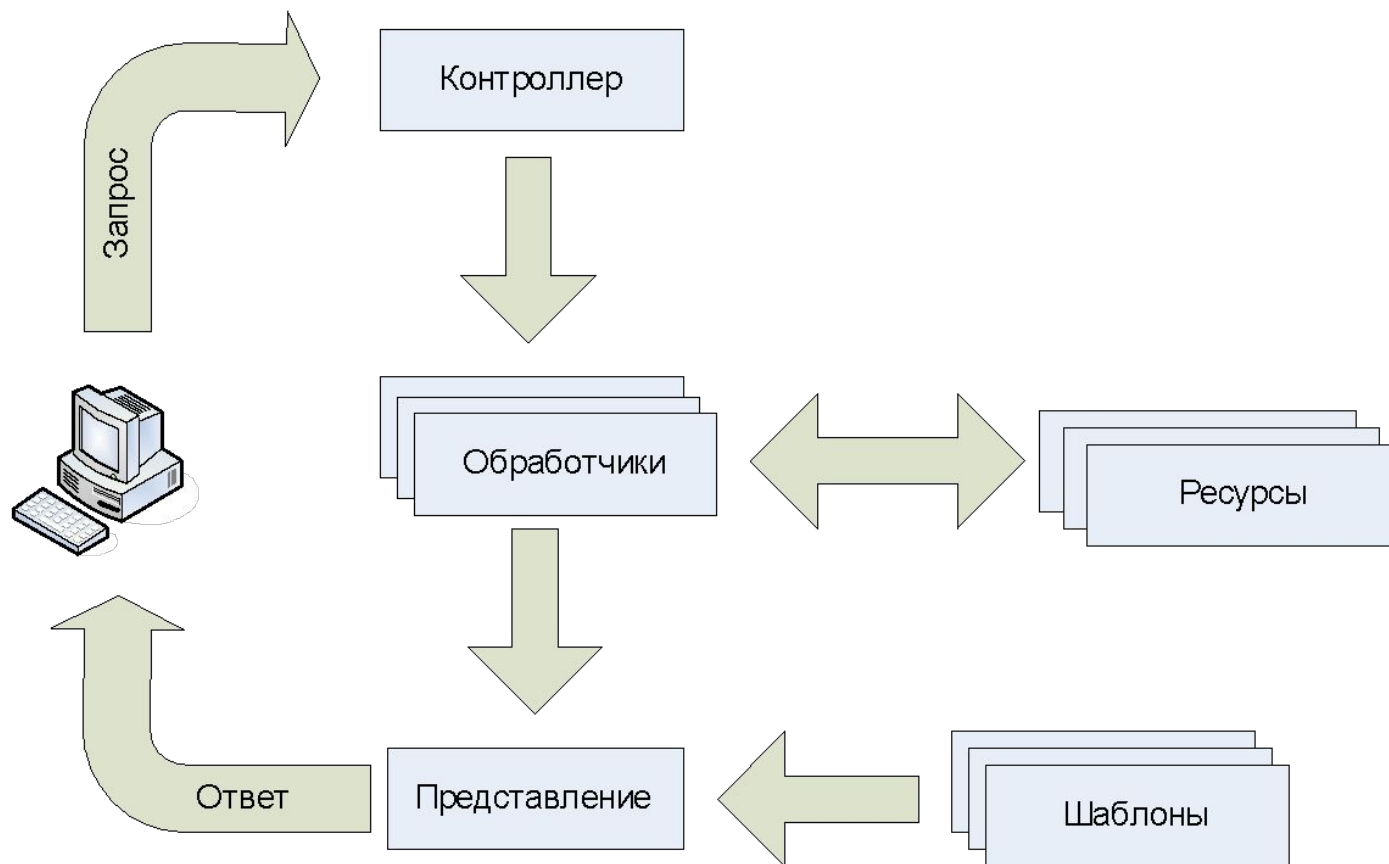 Запрос
Контроллер
Обработчики
Ресурсы
Ответ
Представление
Шаблоны